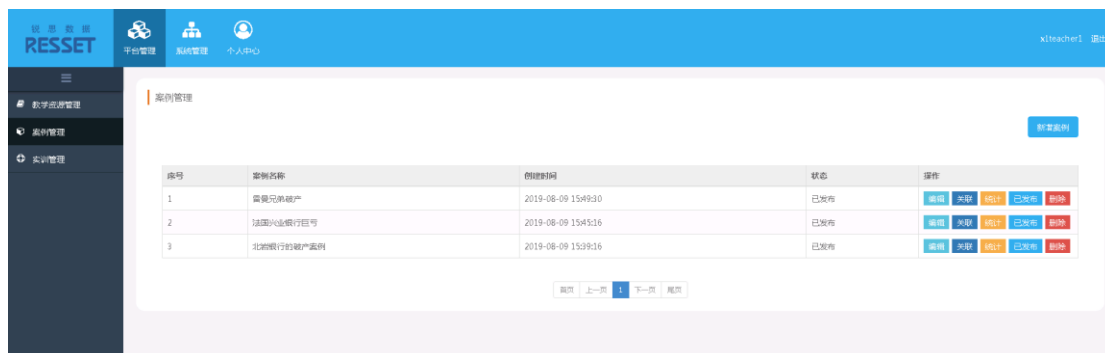 锐思数据
RESSET
平台管理 系统管理 个人中心
xlteacher1 退出
教学资源管理
案例管理
实训管理
案例管理
新增案例
序号 案例名称 创建时间 状态 操作
1 雷曼兄弟破产 2019-08-09 15:49:30 已发布 编辑 关联 统计 已发布 删除
2 法国兴业银行巨亏 2019-08-09 15:45:16 已发布 编辑 关联 统计 已发布 删除
3 北岩银行的破产案例 2019-08-09 15:39:16 已发布 编辑 关联 统计 已发布 删除
首页 上一页 1 下一页 尾页